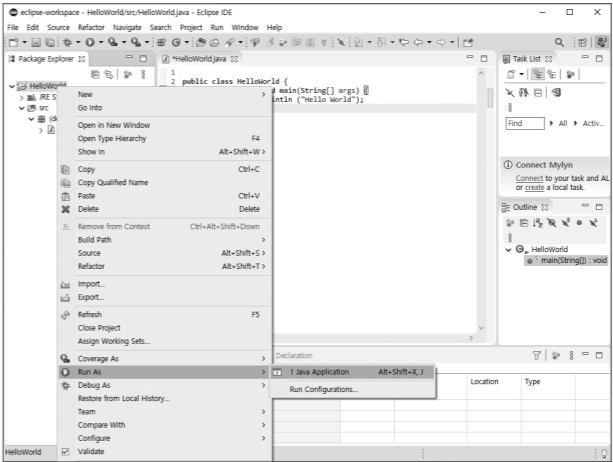 eclipse-workspace - HelloWorld/src/HelloWorld.java - Eclipse IDE
File Edit Source Refactor Navigate Search Project Run Window Help
Package Explorer
*HelloWorld.java
Task List
1
2 public class HelloWorld {
main(String[] args) {
println ("Hello World");
HelloWorld
JRE S
src
(de
New
Go Into
Open in New Window
Open Type Hierarchy F4
Show In Alt+Shift+W >
Copy Ctrl+C
Copy Qualified Name
Paste Ctrl+V
Delete Delete
Remove from Context Ctrl+Alt+Shift+Down
Build Path
Source Alt+Shift+S >
Refactor Alt+Shift+T >
Import...
Export...
Refresh F5
Close Project
Assign Working Sets...
Coverage As
Run As
Debug As
Restore from Local History...
Team
Compare With
Configure
Validate
1 Java Application Alt+Shift+X, J
Run Configurations...
Find All Activ...
Connect Mylyn
Connect to your task and AL
or create a local task.
Outline
HelloWorld
main(String[]) : void
Declaration
Location Type
HelloWorld